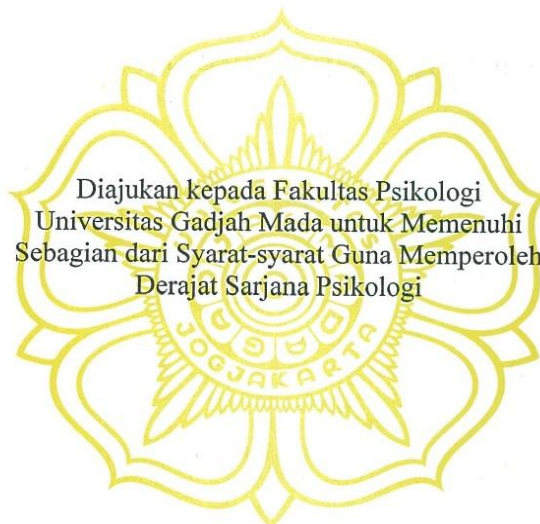 Diajukan kepada Fakultas Psikologi
Universitas Gadjah Mada untuk Memenuhi
Sebagian dari Syarat-syarat Guna Memperoleh
Derajat Sarjana Psikologi
JOGJAKARTA